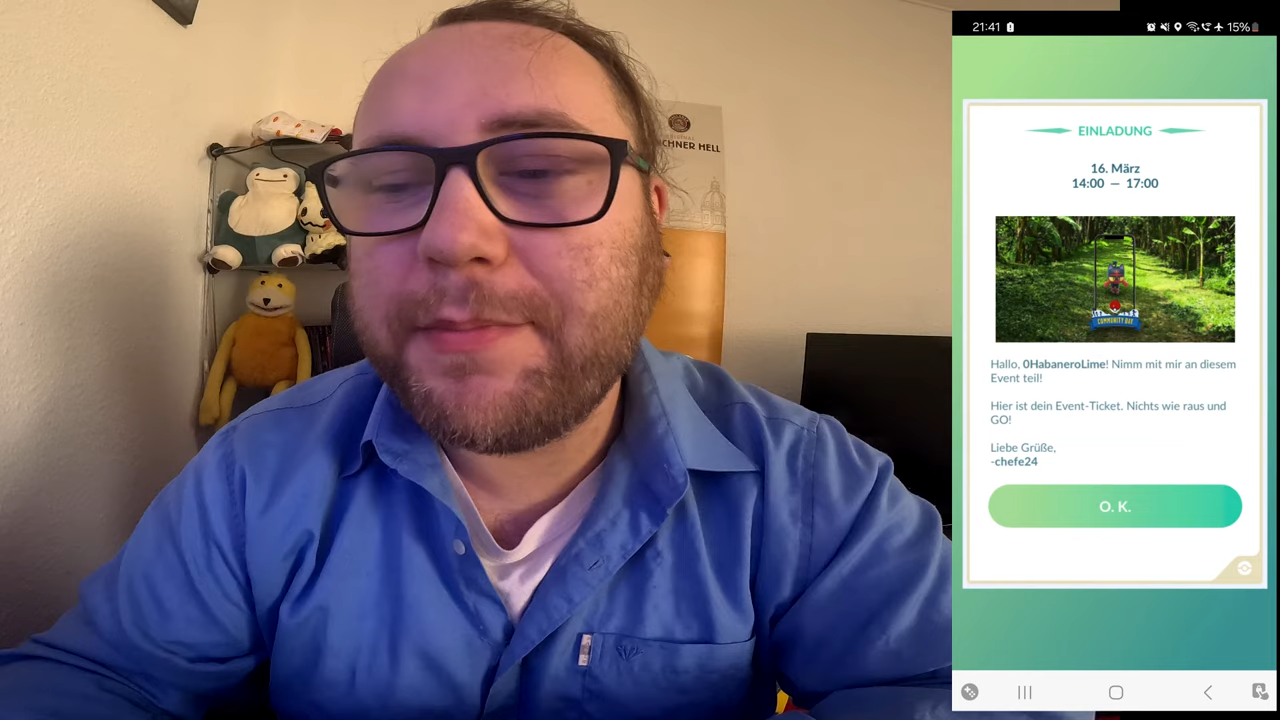 CHNER HELL
21:41
15%
EINLADUNG
16. März
14:00 — 17:00
COMMUNITY DAY
Hallo, 0HabaneroLime! Nimm mit mir an diesem
Event teil!
Hier ist dein Event-Ticket. Nichts wie raus und
GO!
Liebe Grüße,
-chefe24
O. K.